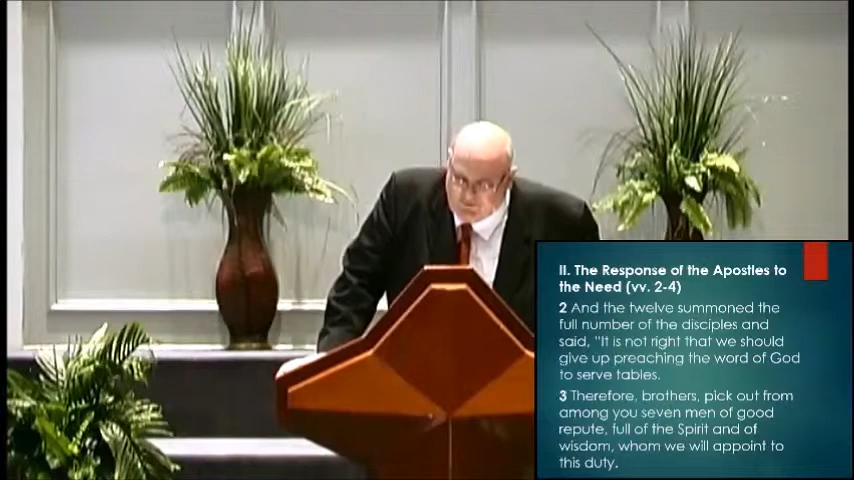 II. The Response of the Apostles to
the Need (vv. 2-4)
2 And the twelve summoned the
full number of the disciples and
said, "It is not right that we should
give up preaching the word of God
to serve tables.
3 Therefore, brothers, pick out from
among you seven men of good
repute, full of the Spirit and of
wisdom, whom we will appoint to
this duty.